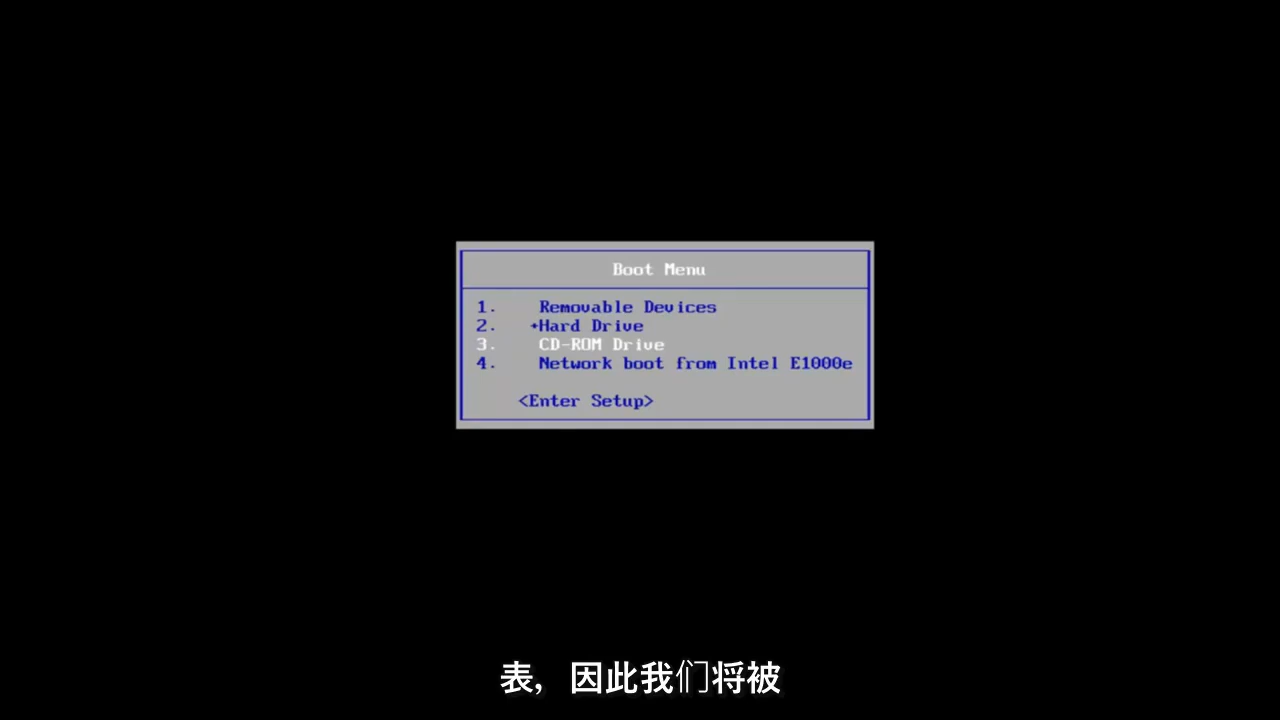 Boot Menu
1. Removable Devices
2. +Hard Drive
3. CD-ROM Drive
4. Network boot from Intel E1000e
<Enter Setup>
表，因此我们将被